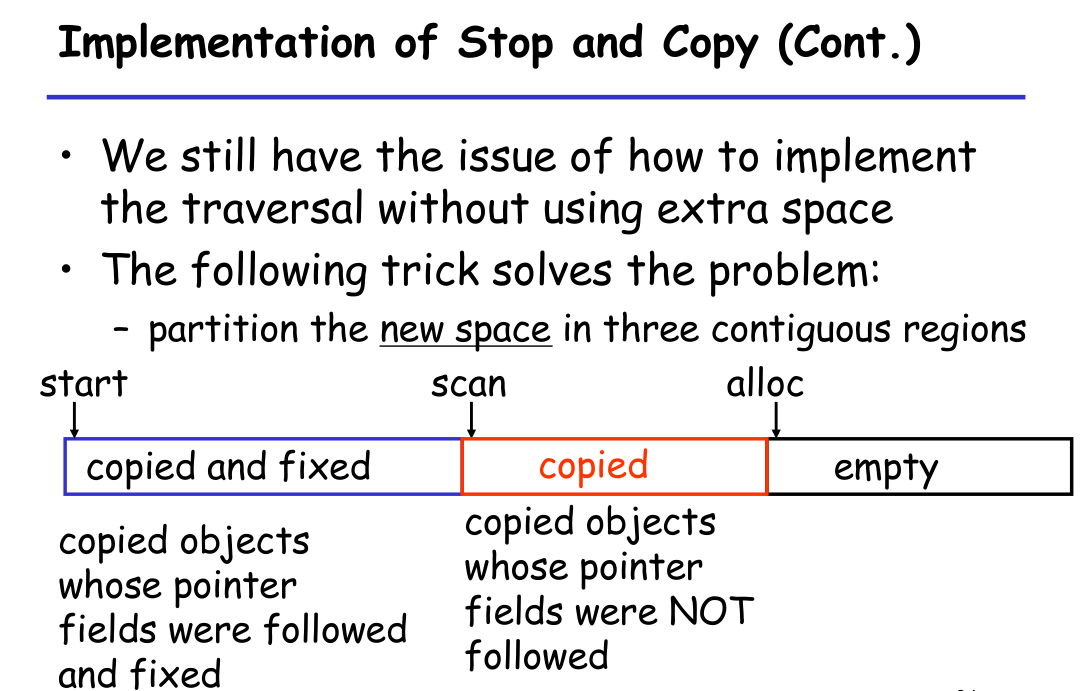 Implementation of Stop and Copy (Cont.)
• We still have the issue of how to implement
the traversal without using extra space
• The following trick solves the problem:
– partition the new space in three contiguous regions
start scan alloc
copied and fixed copied empty
copied objects
whose pointer
fields were followed
and fixed
copied objects
whose pointer
fields were NOT
followed